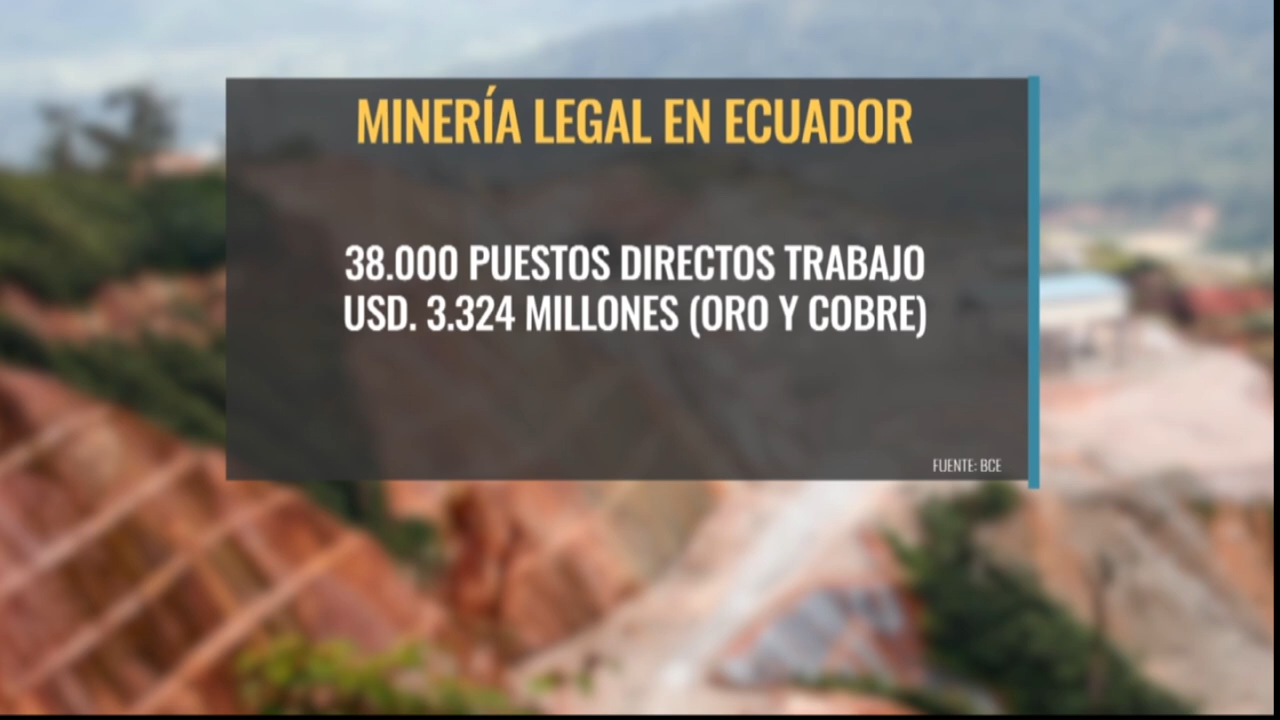 MINERÍA LEGAL EN ECUADOR
38.000 PUESTOS DIRECTOS TRABAJO
USD. 3.324 MILLONES (ORO Y COBRE)
FUENTE: BCE